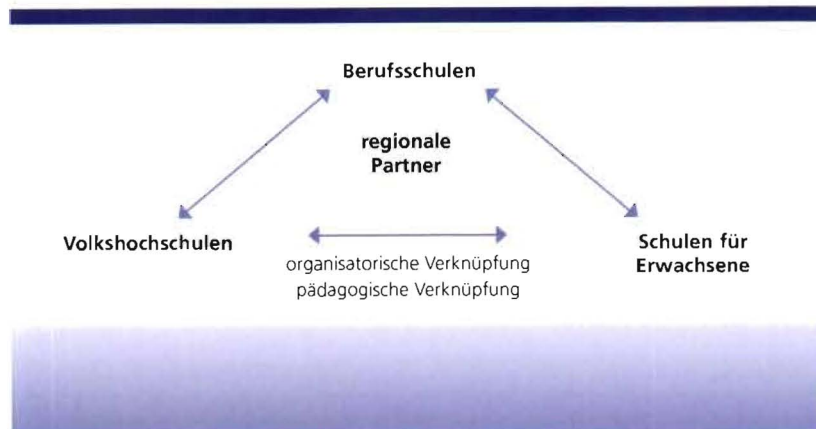 Berufsschulen
regionale
Partner
Volkshochschulen
Schulen für
Erwachsene
organisatorische Verknüpfung
pädagogische Verknüpfung